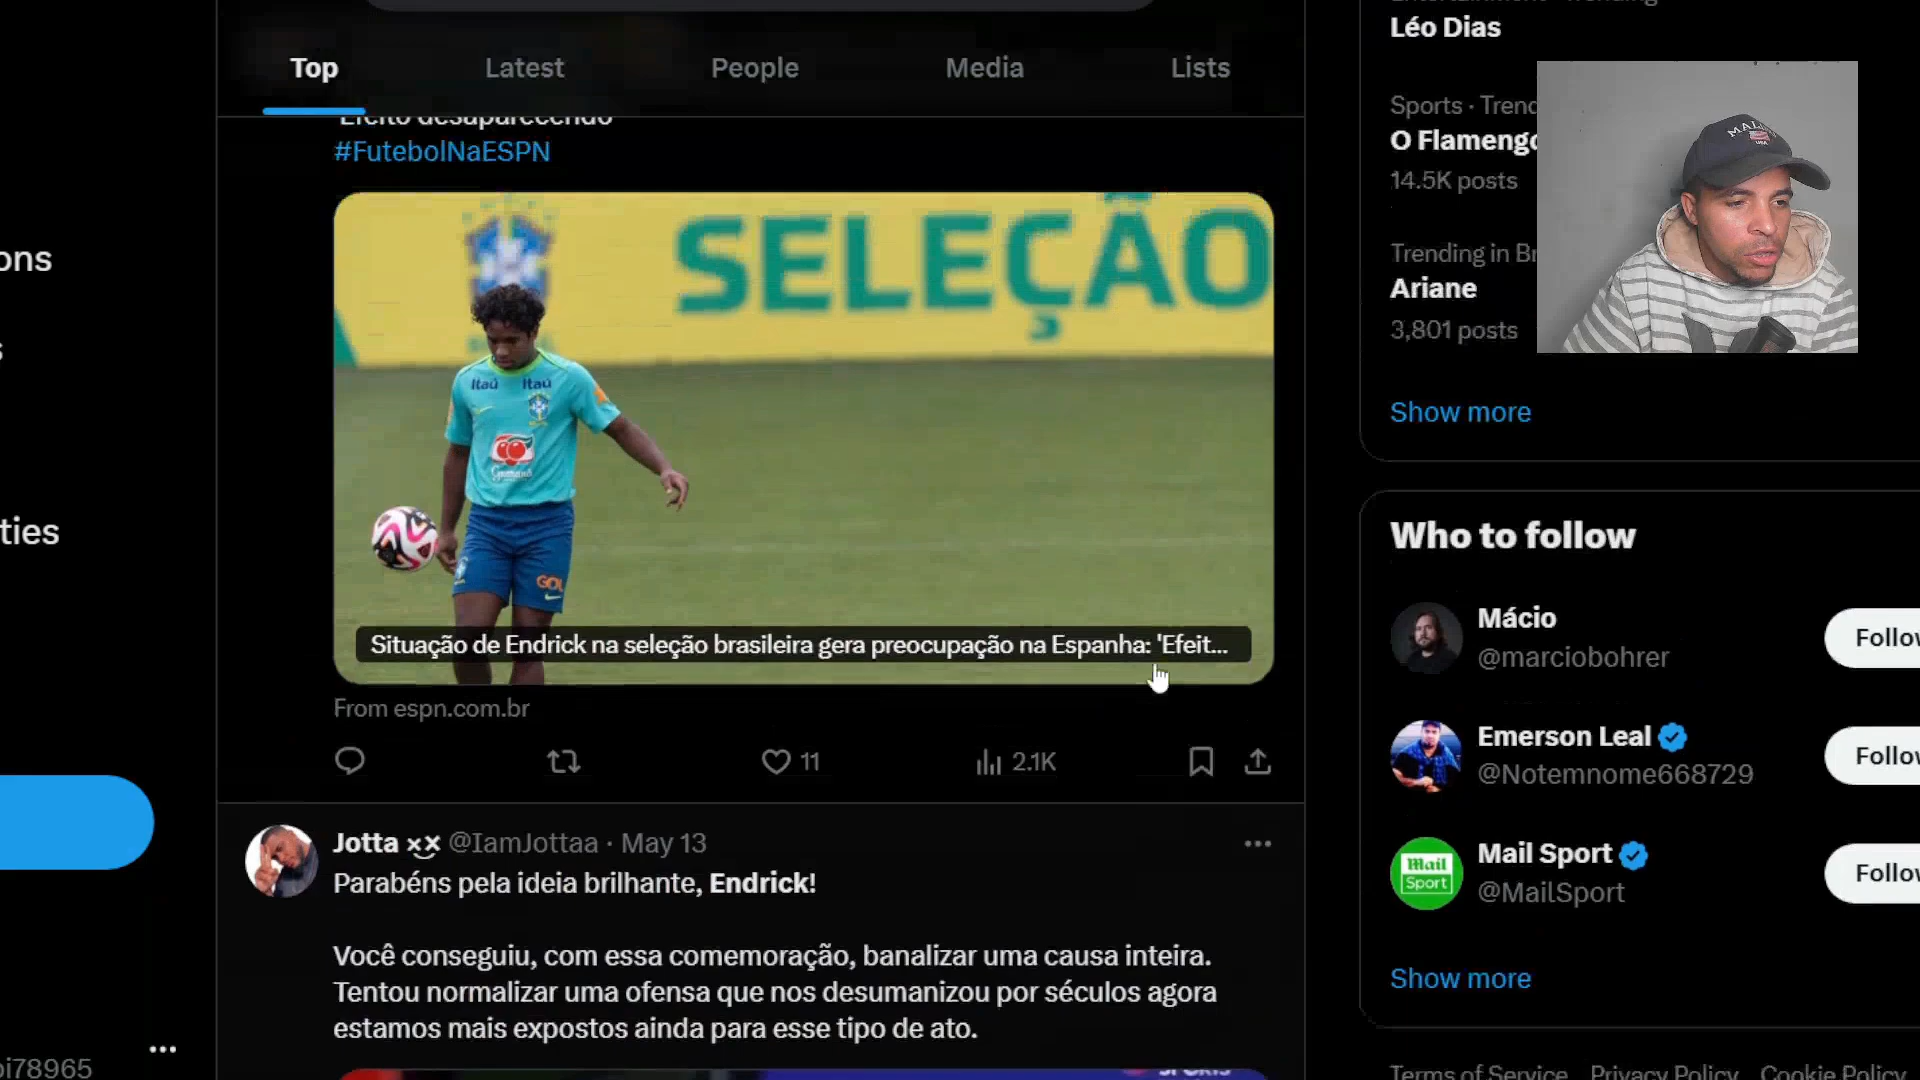 Top
Latest
People
Media
Lists
#FutebolNaESPN
SELEÇÃO
Itaú Itaú
GOL
Situação de Endrick na seleção brasileira gera preocupação na Espanha: 'Efeit...
From espn.com.br
11
2.1K
Jotta @IamJottaa · May 13
Parabéns pela ideia brilhante, Endrick!
Você conseguiu, com essa comemoração, banalizar uma causa inteira.
Tentou normalizar uma ofensa que nos desumanizou por séculos agora
estamos mais expostos ainda para esse tipo de ato.
ons
ties
oi78965
Léo Dias
Sports · Trend
O Flamengo
14.5K posts
Trending in Br
Ariane
3,801 posts
Show more
Who to follow
Mácio
@marciobohrer
Follow
Emerson Leal
@Notemnome668729
Follow
Mail Sport
@MailSport
Follow
Mail
Sport
Show more
Terms of Service Privacy Policy Cookie Policy